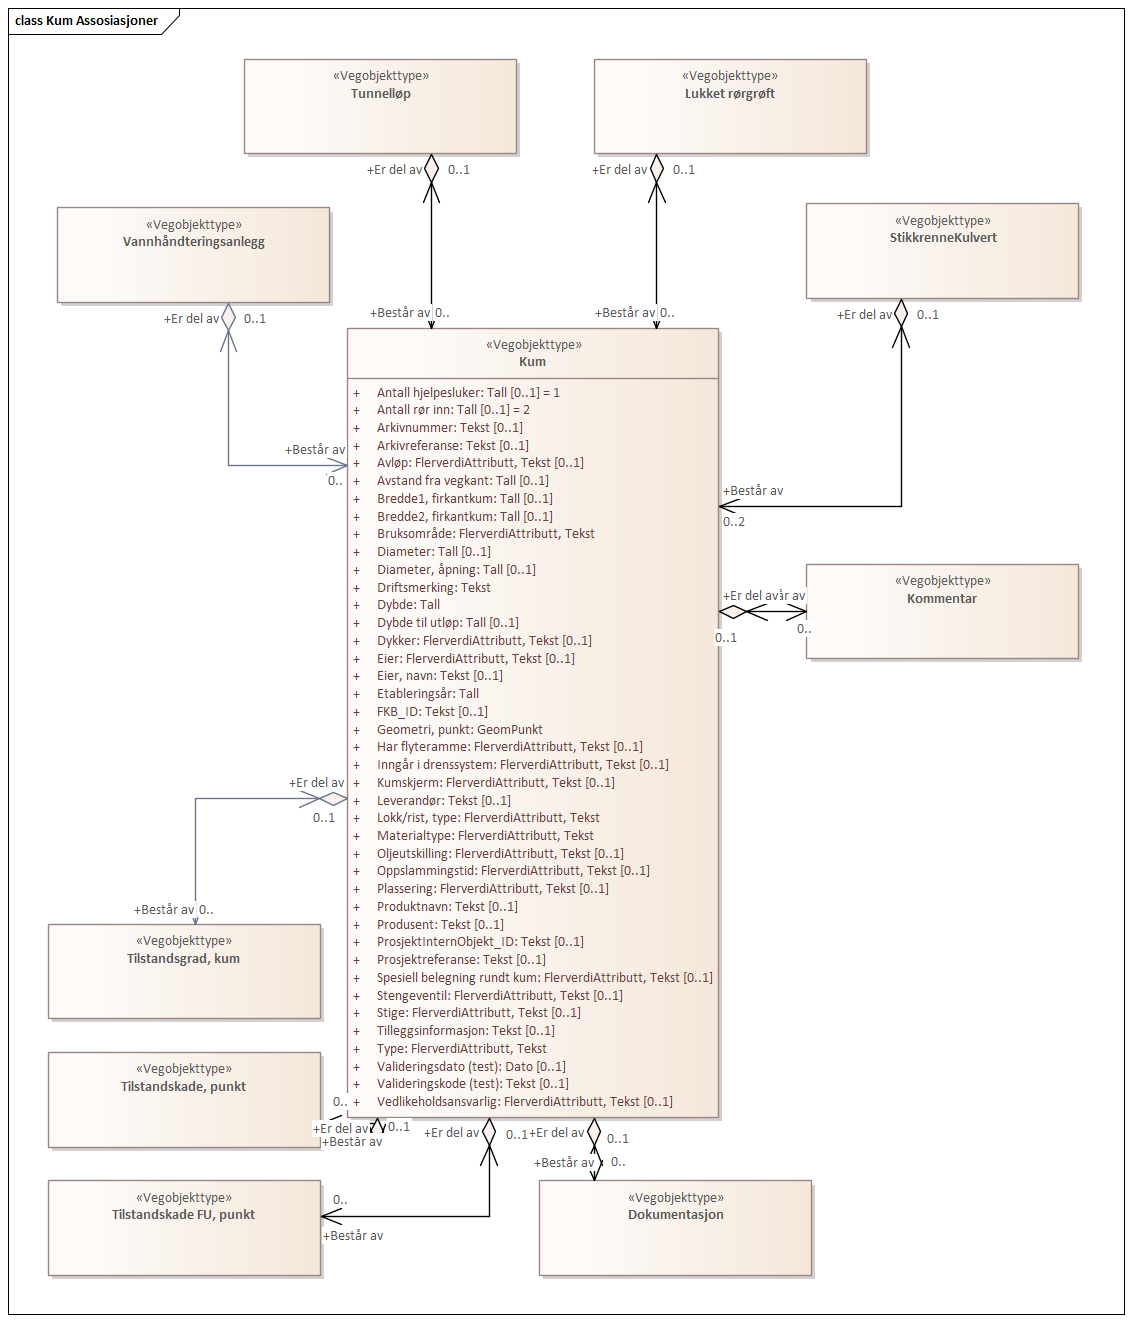 class Kum Assosiasjoner
«Vegobjekttype»
Tunnelløp
«Vegobjekttype»
Lukket rørgrøft
+Er del av
0..1
+Er del av
0..1
«Vegobjekttype»
Vannhåndteringsanlegg
«Vegobjekttype»
StikkrenneKulvert
+Er del av
0..1
+Består av
0..
+Består av
0..
+Er del av
0..1
«Vegobjekttype»
Kum
+ Antall hjelpesluker: Tall [0..1] = 1
+ Antall rør inn: Tall [0..1] = 2
+ Arkivnummer: Tekst [0..1]
+ Arkivreferanse: Tekst [0..1]
+ Avløp: FlerverdiAttributt, Tekst [0..1]
+ Avstand fra vegkant: Tall [0..1]
+ Bredde1, firkantkum: Tall [0..1]
+ Bredde2, firkantkum: Tall [0..1]
+ Bruksområde: FlerverdiAttributt, Tekst
+ Diameter: Tall [0..1]
+ Diameter, åpning: Tall [0..1]
+ Driftsmerking: Tekst
+ Dybde: Tall
+ Dybde til utløp: Tall [0..1]
+ Dykker: FlerverdiAttributt, Tekst [0..1]
+ Eier: FlerverdiAttributt, Tekst [0..1]
+ Eier, navn: Tekst [0..1]
+ Etableringsår: Tall
+ FKB_ID: Tekst [0..1]
+ Geometri, punkt: GeomPunkt
+ Har flyteramme: FlerverdiAttributt, Tekst [0..1]
+ Inngår i drenssystem: FlerverdiAttributt, Tekst [0..1]
+ Kumskjerm: FlerverdiAttributt, Tekst [0..1]
+ Leverandør: Tekst [0..1]
+ Lokk/rist, type: FlerverdiAttributt, Tekst
+ Materialtype: FlerverdiAttributt, Tekst
+ Oljeutskilling: FlerverdiAttributt, Tekst [0..1]
+ Oppslammingstid: FlerverdiAttributt, Tekst [0..1]
+ Plassering: FlerverdiAttributt, Tekst [0..1]
+ Produktnavn: Tekst [0..1]
+ Produsent: Tekst [0..1]
+ ProsjektInternObjekt_ID: Tekst [0..1]
+ Prosjektreferanse: Tekst [0..1]
+ Spesiell belegning rundt kum: FlerverdiAttributt, Tekst [0..1]
+ Stengeventil: FlerverdiAttributt, Tekst [0..1]
+ Stige: FlerverdiAttributt, Tekst [0..1]
+ Tilleggsinformasjon: Tekst [0..1]
+ Type: FlerverdiAttributt, Tekst
+ Valideringsdato (test): Dato [0..1]
+ Valideringskode (test): Tekst [0..1]
+ Vedlikeholdsansvarlig: FlerverdiAttributt, Tekst [0..1]
+Består av
0..
+Består av
0..2
+Er del av
år av
0..1
0..
«Vegobjekttype»
Kommentar
+Er del av
0..1
+Består av
0..
«Vegobjekttype»
Tilstandsgrad, kum
«Vegobjekttype»
Tilstandskade, punkt
0..
+Er del av
0..1
+Består av
+Er del av
0..1
+Er del av
0..1
+Består av
0..
«Vegobjekttype»
Tilstandskade FU, punkt
0..
+Består av
«Vegobjekttype»
Dokumentasjon